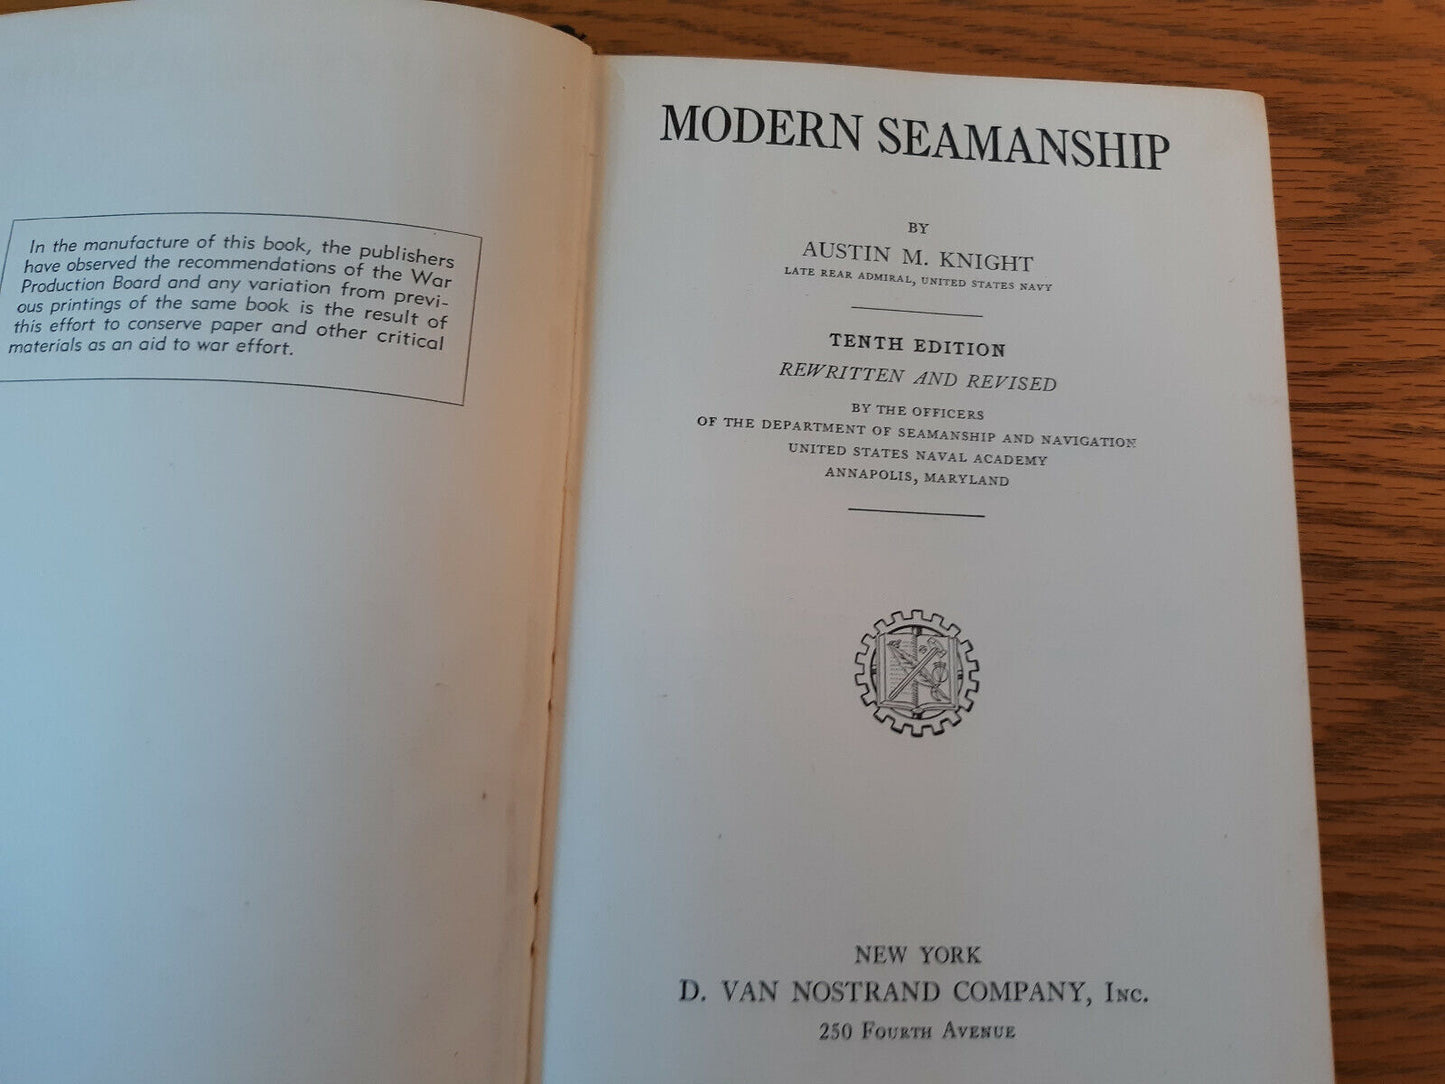 In the manufacture of this book, the publishers
have observed the recommendations of the War
Production Board and any variation from previ-
ous printings of the same book is the result of
this effort to conserve paper and other critical
materials as an aid to war effort.
MODERN SEAMANSHIP
BY
AUSTIN M. KNIGHT
LATE REAR ADMIRAL, UNITED STATES NAVY
TENTH EDITION
REWRITTEN AND REVISED
BY THE OFFICERS
OF THE DEPARTMENT OF SEAMANSHIP AND NAVIGATION
UNITED STATES NAVAL ACADEMY
ANNAPOLIS, MARYLAND
NEW YORK
D. VAN NOSTRAND COMPANY, INC.
250 FOURTH AVENUE